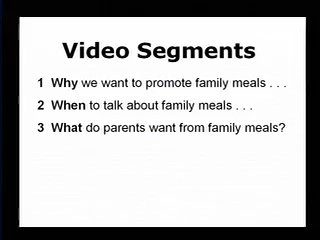 Video Segments
1 Why we want to promote family meals . . .
2 When to talk about family meals . . .
3 What do parents want from family meals?